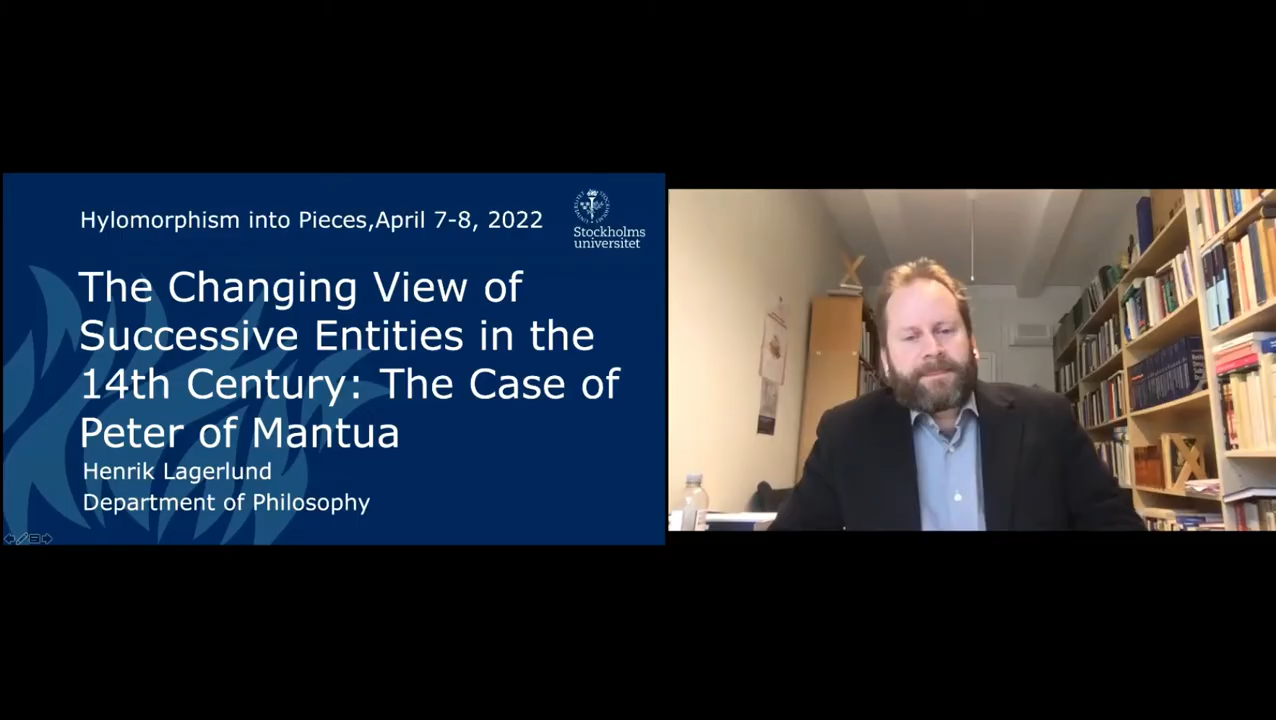 Hylomorphism into Pieces,April 7-8, 2022
Stockholms
universitet
The Changing View of
Successive Entities in the
14th Century: The Case of
Peter of Mantua
Henrik Lagerlund
Department of Philosophy